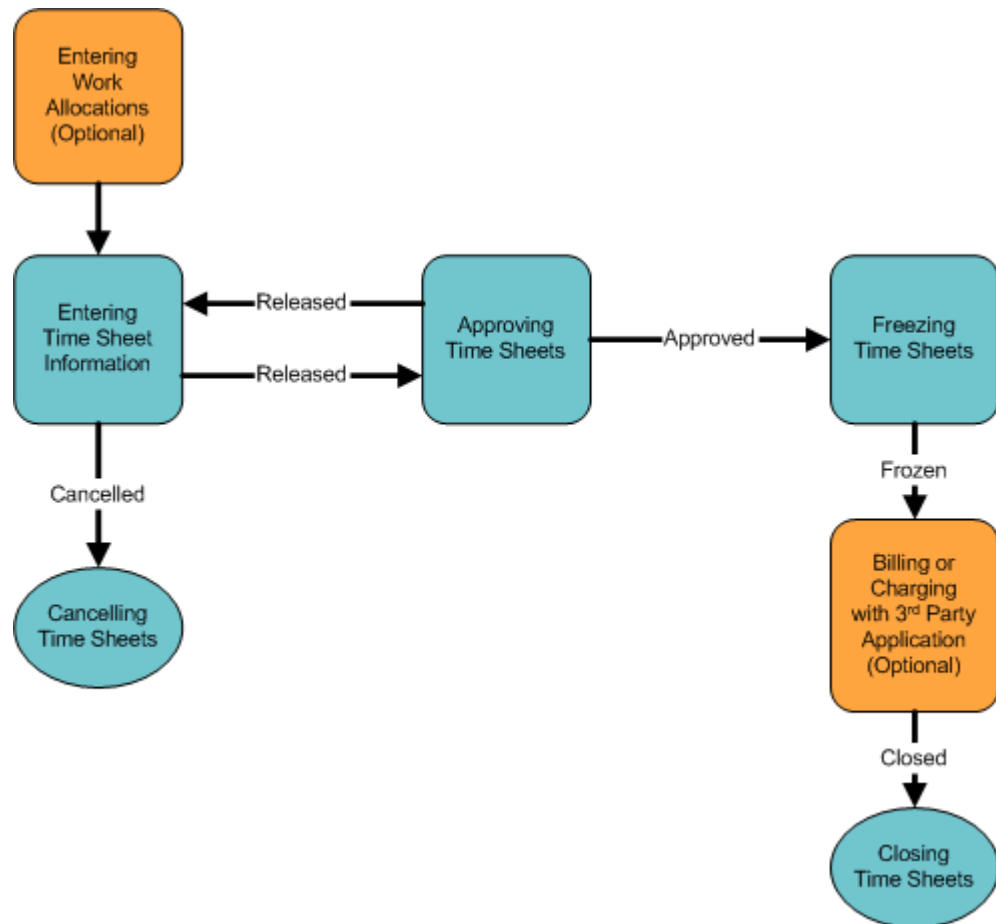 Entering
Work
Allocations
(Optional)
Entering
Time Sheet
Information
Released
Released
Approving
Time Sheets
Approved
Freezing
Time Sheets
Cancelled
Cancelling
Time Sheets
Frozen
Billing or
Charging
with 3rd Party
Application
(Optional)
Closed
Closing
Time Sheets